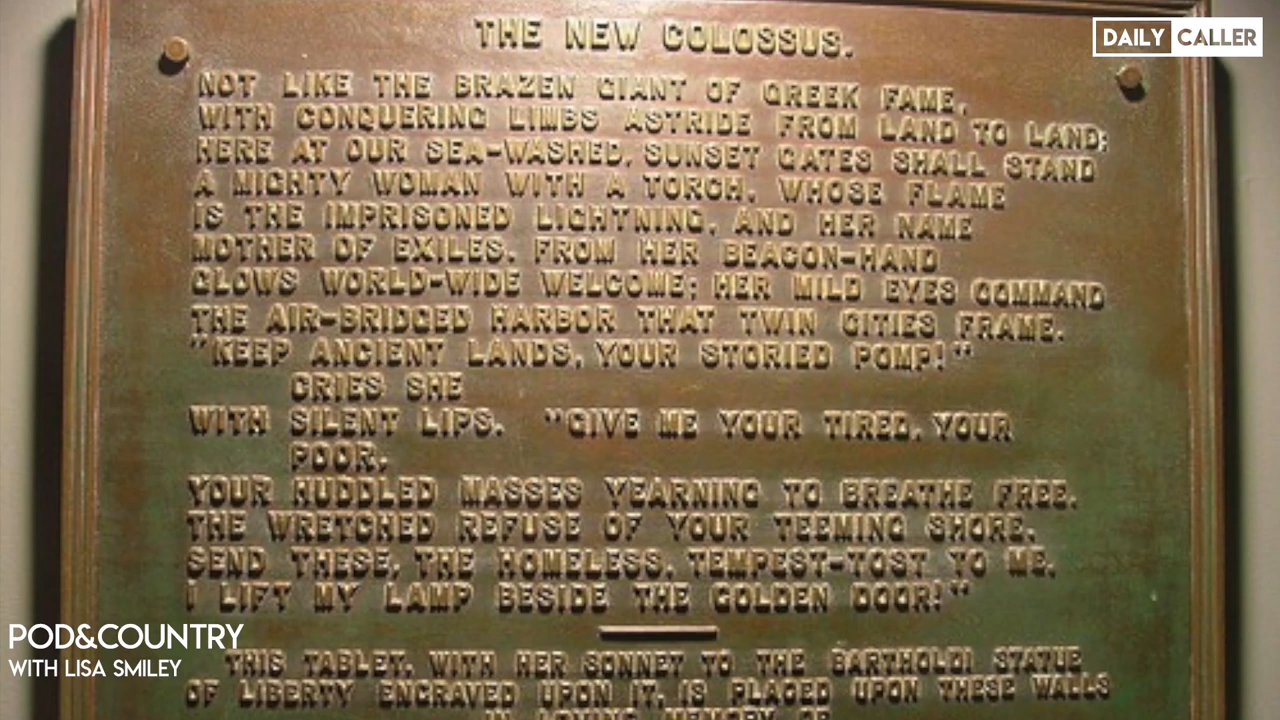 DAILY CALLER
THE NEW COLOSSUS.
NOT LIKE THE BRAZEN GIANT OF GREEK FAME,
WITH CONQUERING LIMBS ASTRIDE FROM LAND TO LAND;
HERE AT OUR SEA-WASHED, SUNSET GATES SHALL STAND
A MIGHTY WOMAN WITH A TORCH, WHOSE FLAME
IS THE IMPRISONED LIGHTNING, AND HER NAME
MOTHER OF EXILES. FROM HER BEACON-HAND
GLOWS WORLD-WIDE WELCOME; HER MILD EYES COMMAND
THE AIR-BRIDGED HARBOR THAT TWIN CITIES FRAME.
"KEEP ANCIENT LANDS, YOUR STORIED POMP!"
CRIES SHE
WITH SILENT LIPS. "GIVE ME YOUR TIRED, YOUR
POOR,
YOUR HUDDLED MASSES YEARNING TO BREATHE FREE,
THE WRETCHED REFUSE OF YOUR TEEMING SHORE,
SEND THESE, THE HOMELESS, TEMPEST-TOST TO ME,
I LIFT MY LAMP BESIDE THE GOLDEN DOOR!"
POD&COUNTRY
WITH LISA SMILEY
THIS TABLET, WITH HER SONNET TO THE BARTHOLDI STATUE
OF LIBERTY ENGRAVED UPON IT, IS PLACED UPON THESE WALLS
IN LOVING MEMORY OF